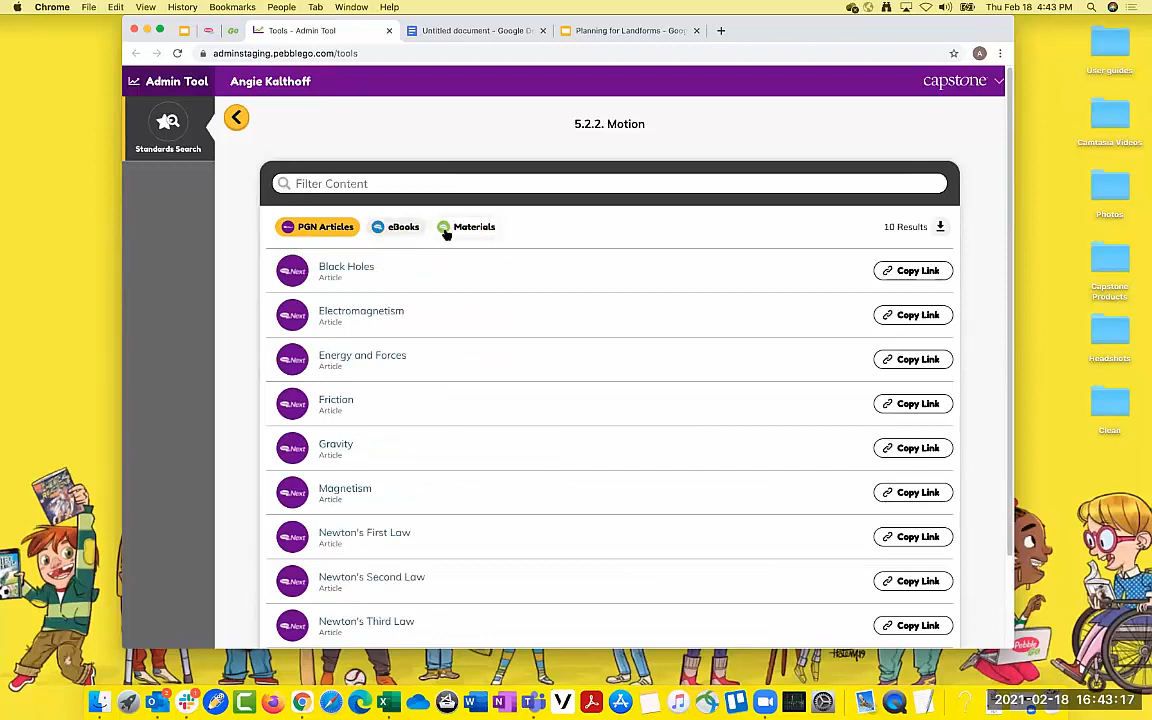 Chrome File Edit View History Bookmarks People Tab Window Help Thu Feb 18 4:43 PM
Tools - Admin Tool
Untitled document - Google D
Planning for Landforms - Goo
adminstaging.pebblego.com/tools
A
Admin Tool
Angie Kalthoff
capstone
Standards Search
5.2.2. Motion
Filter Content
PGN Articles eBooks Materials 10 Results
Black Holes
Article
Copy Link
Electromagnetism
Article
Copy Link
Energy and Forces
Article
Copy Link
Friction
Article
Copy Link
Gravity
Article
Copy Link
Magnetism
Article
Copy Link
Newton's First Law
Article
Copy Link
Newton's Second Law
Article
Copy Link
Newton's Third Law
Article
Copy Link
User guides
Camtasia Videos
Photos
Capstone
Products
Headshots
Clean
Pebble
Go
2021-02-18 16:43:17